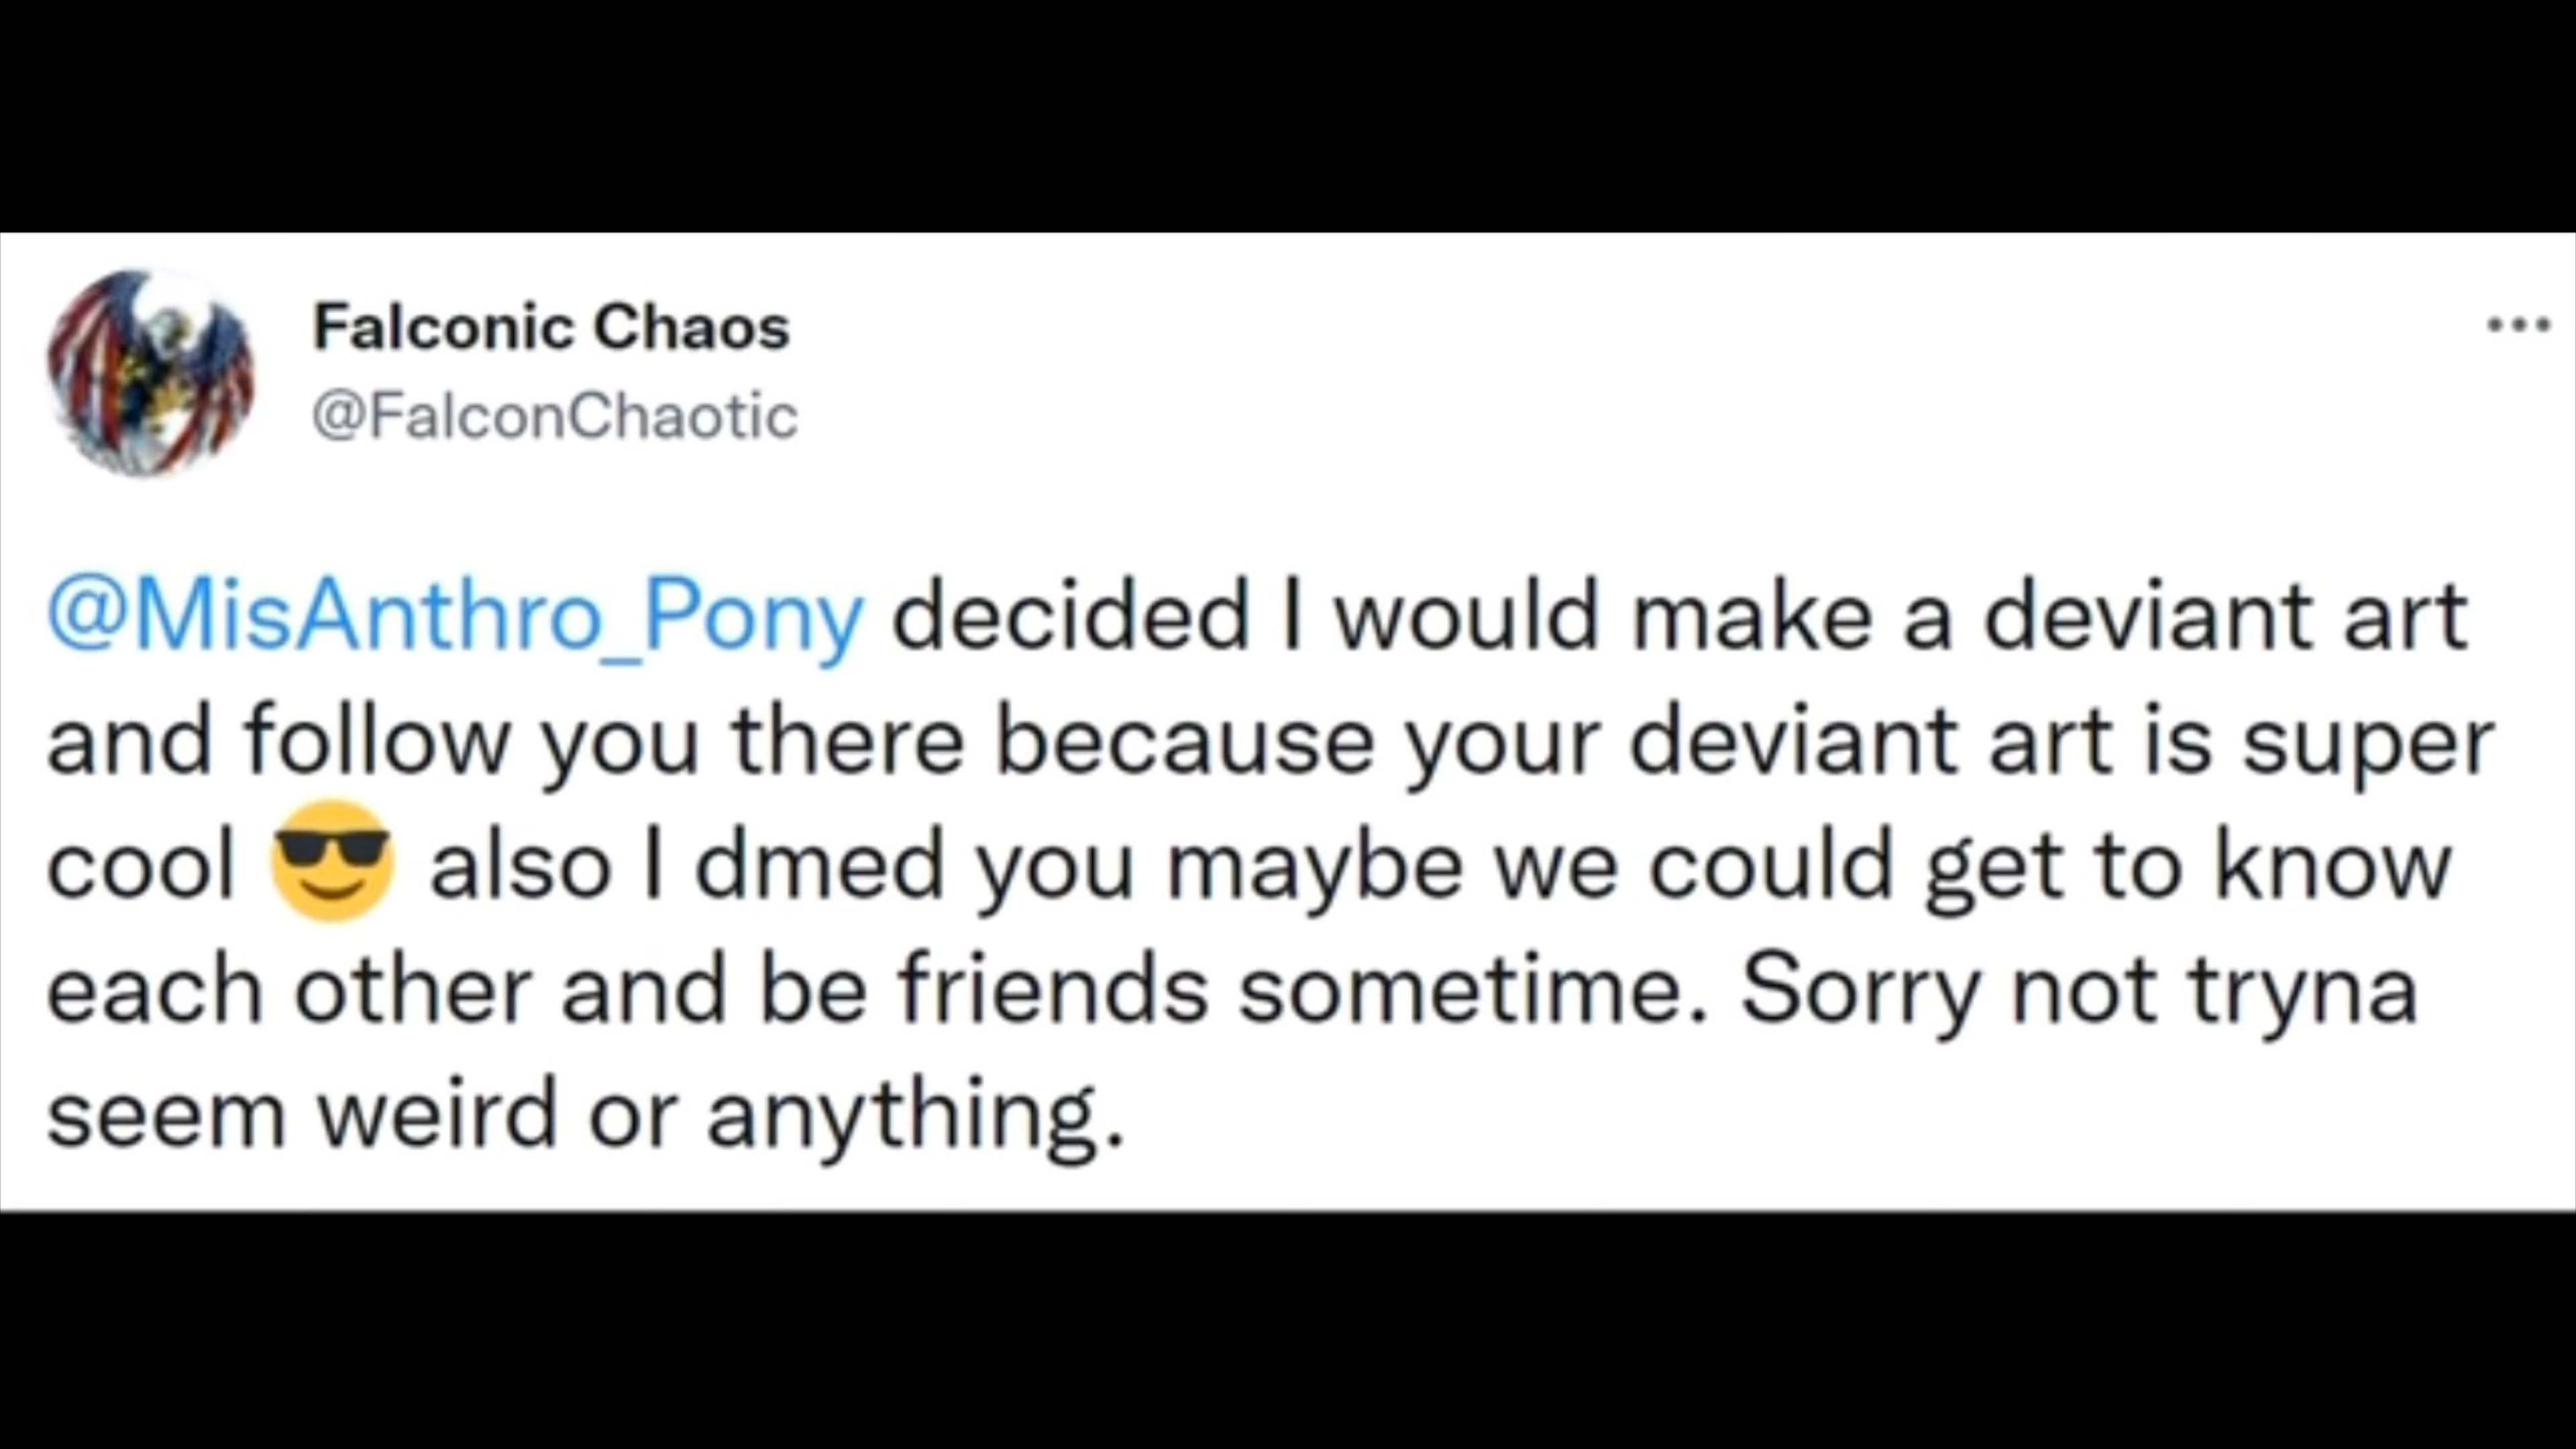 Falconic Chaos
@FalconChaotic
@MisAnthro_Pony decided I would make a deviant art
and follow you there because your deviant art is super
cool 😎 also I dmed you maybe we could get to know
each other and be friends sometime. Sorry not tryna
seem weird or anything.